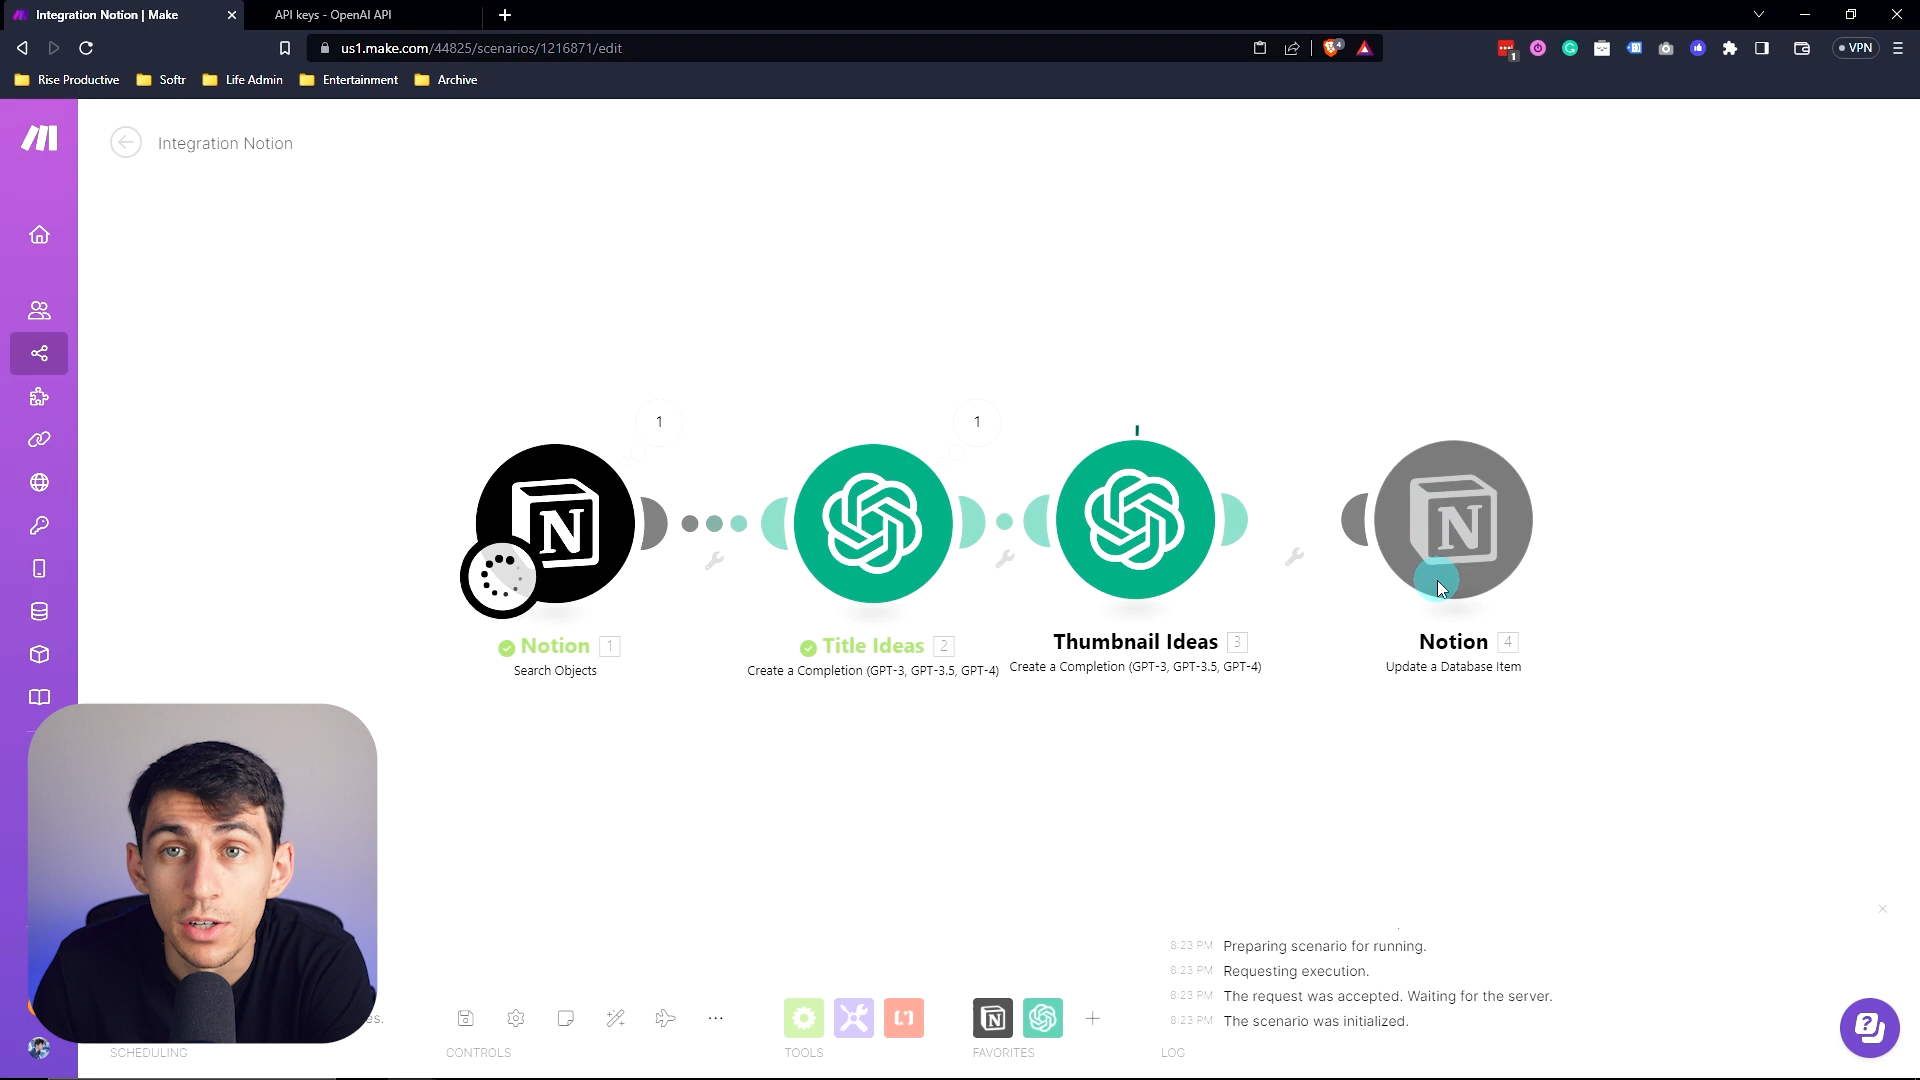 Integration Notion | Make
API keys - OpenAI API
us1.make.com/44825/scenarios/1216871/edit
4
1
VPN
Rise Productive
Softr
Life Admin
Entertainment
Archive
Integration Notion
1
1
Notion 1
Search Objects
Title Ideas 2
Create a Completion (GPT-3, GPT-3.5, GPT-4)
Thumbnail Ideas 3
Create a Completion (GPT-3, GPT-3.5, GPT-4)
Notion 4
Update a Database Item
8:23 PM Preparing scenario for running.
8:23 PM Requesting execution.
8:23 PM The request was accepted. Waiting for the server.
8:23 PM The scenario was initialized.
es.
SCHEDULING
CONTROLS
TOOLS
FAVORITES
LOG